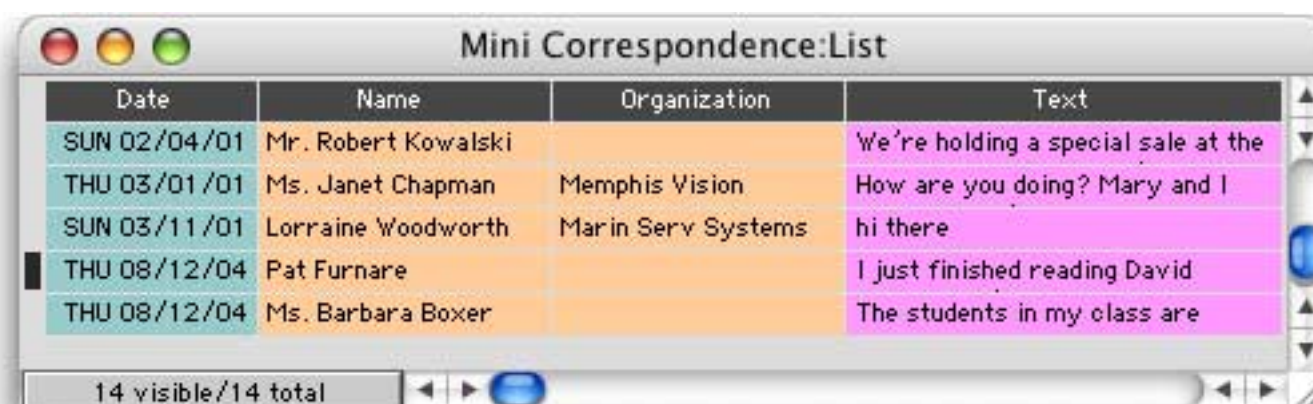 Mini Correspondence:List
Date Name Organization Text
SUN 02/04/01 Mr. Robert Kowalski We're holding a special sale at the
THU 03/01/01 Ms. Janet Chapman Memphis Vision How are you doing? Mary and I
SUN 03/11/01 Lorraine Woodworth Marin Serv Systems hi there
THU 08/12/04 Pat Furnare I just finished reading David
THU 08/12/04 Ms. Barbara Boxer The students in my class are
14 visible/14 total